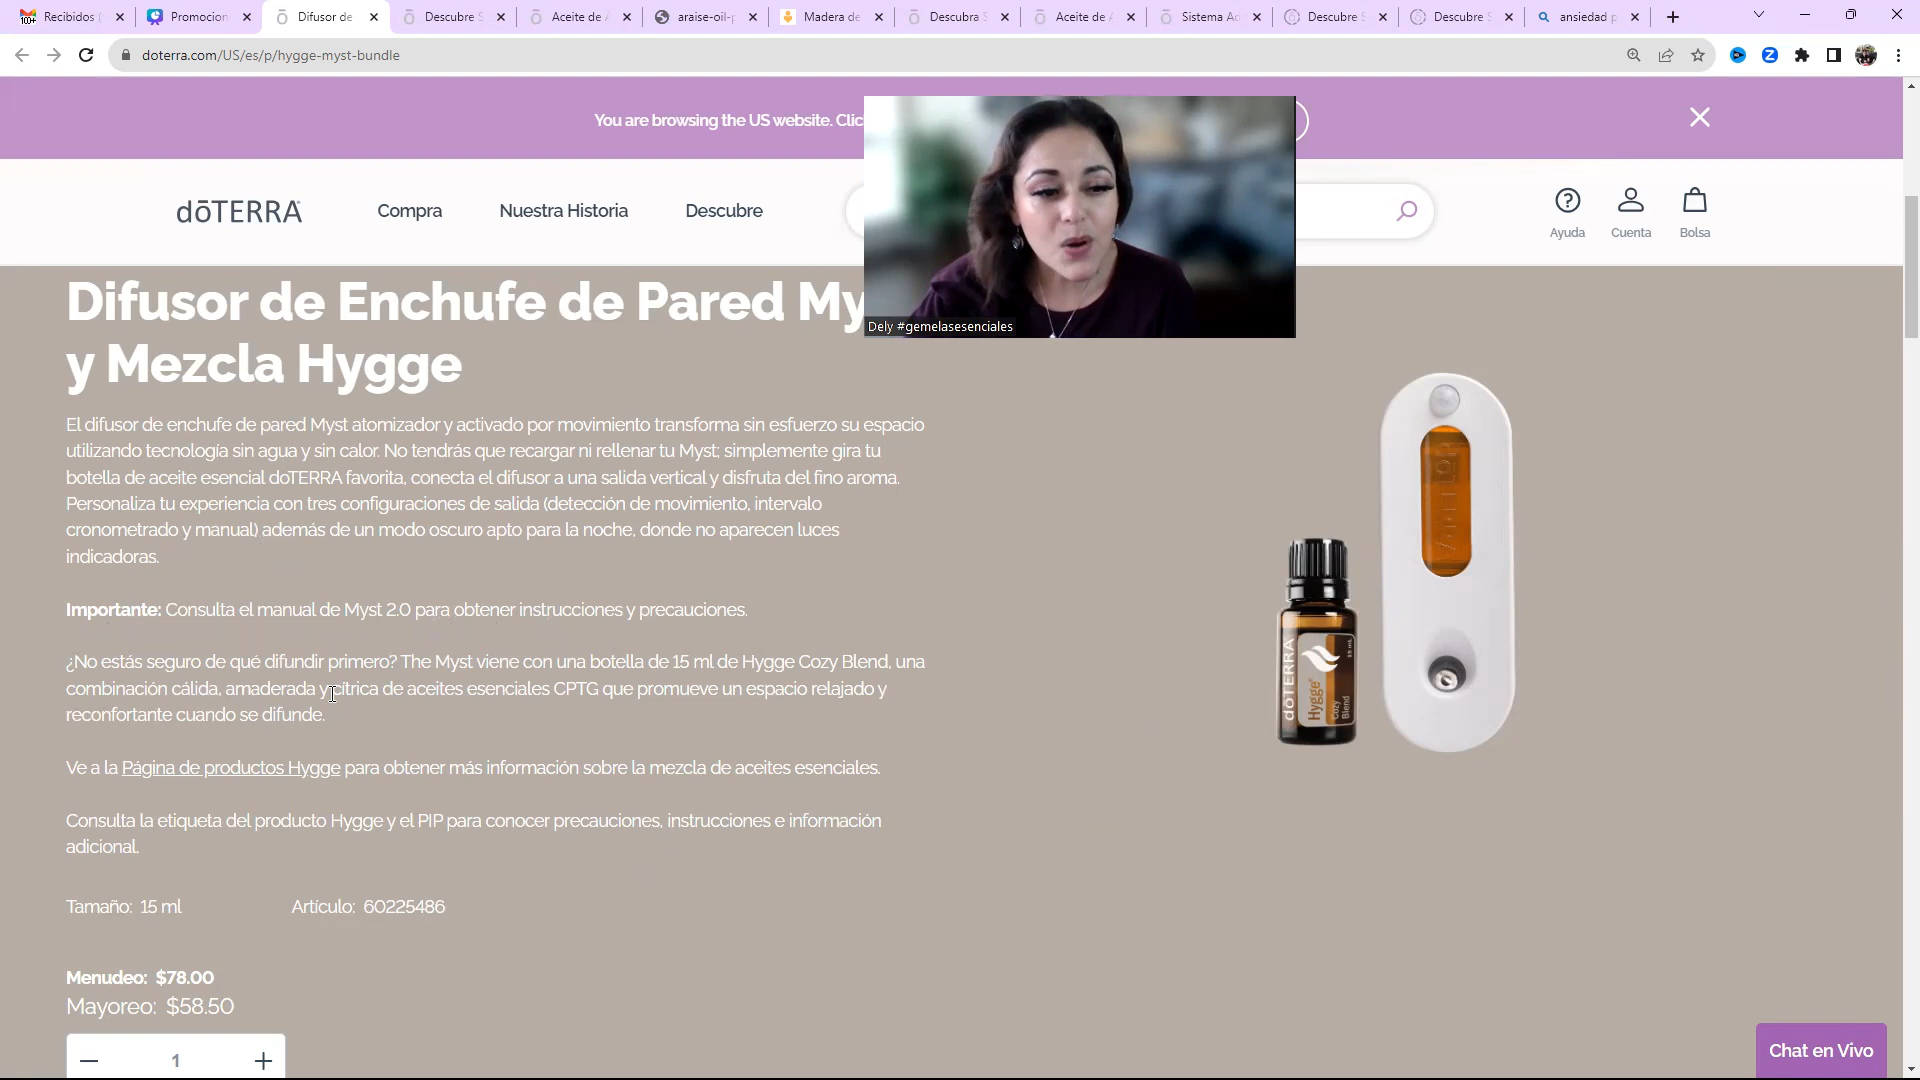 Recibidos (
Promocion
Difusor de
Descubre S
Aceite de A
araise-oil-p
Madera de
Descubra S
Aceite de A
Sistema Ad
Descubre S
Descubre S
ansiedad p
doterra.com/US/es/p/hygge-myst-bundle
You are browsing the US website. Clic
dōTERRA
Compra
Nuestra Historia
Descubre
Ayuda
Cuenta
Bolsa
Dely #gemelasesenciales
Difusor de Enchufe de Pared My
y Mezcla Hygge
El difusor de enchufe de pared Myst atomizador y activado por movimiento transforma sin esfuerzo su espacio
utilizando tecnología sin agua y sin calor. No tendrás que recargar ni rellenar tu Myst; simplemente gira tu
botella de aceite esencial doTERRA favorita, conecta el difusor a una salida vertical y disfruta del fino aroma.
Personaliza tu experiencia con tres configuraciones de salida (detección de movimiento, intervalo
cronometrado y manual) además de un modo oscuro apto para la noche, donde no aparecen luces
indicadoras.
Importante: Consulta el manual de Myst 2.0 para obtener instrucciones y precauciones.
¿No estás seguro de qué difundir primero? The Myst viene con una botella de 15 ml de Hygge Cozy Blend, una
combinación cálida, amaderada y cítrica de aceites esenciales CPTG que promueve un espacio relajado y
reconfortante cuando se difunde.
Ve a la Página de productos Hygge para obtener más información sobre la mezcla de aceites esenciales.
Consulta la etiqueta del producto Hygge y el PIP para conocer precauciones, instrucciones e información
adicional.
Tamaño: 15 ml
Artículo: 60225486
Menudeo: $78.00
Mayoreo: $58.50
1
dōTERRA
Hygge
Cozy
Blend
Chat en Vivo